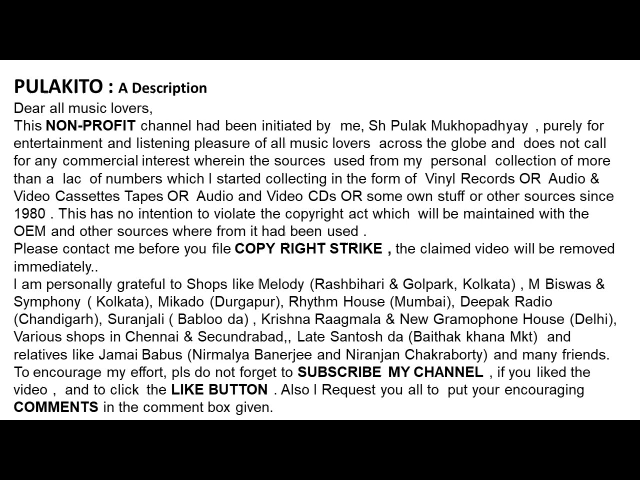 PULAKITO : A Description
Dear all music lovers,
This NON-PROFIT channel had been initiated by me, Sh Pulak Mukhopadhyay , purely for
entertainment and listening pleasure of all music lovers across the globe and does not call
for any commercial interest wherein the sources used from my personal collection of more
than a lac of numbers which I started collecting in the form of Vinyl Records OR Audio &
Video Cassettes Tapes OR Audio and Video CDs OR some own stuff or other sources since
1980 . This has no intention to violate the copyright act which will be maintained with the
OEM and other sources where from it had been used .
Please contact me before you file COPY RIGHT STRIKE , the claimed video will be removed
immediately..
I am personally grateful to Shops like Melody (Rashbihari & Golpark, Kolkata) , M Biswas &
Symphony ( Kolkata), Mikado (Durgapur), Rhythm House (Mumbai), Deepak Radio
(Chandigarh), Suranjali ( Babloo da) , Krishna Raagmala & New Gramophone House (Delhi),
Various shops in Chennai & Secundrabad,, Late Santosh da (Baithak khana Mkt) and
relatives like Jamai Babus (Nirmalya Banerjee and Niranjan Chakraborty) and many friends.
To encourage my effort, pls do not forget to SUBSCRIBE MY CHANNEL , if you liked the
video , and to click the LIKE BUTTON . Also I Request you all to put your encouraging
COMMENTS in the comment box given.